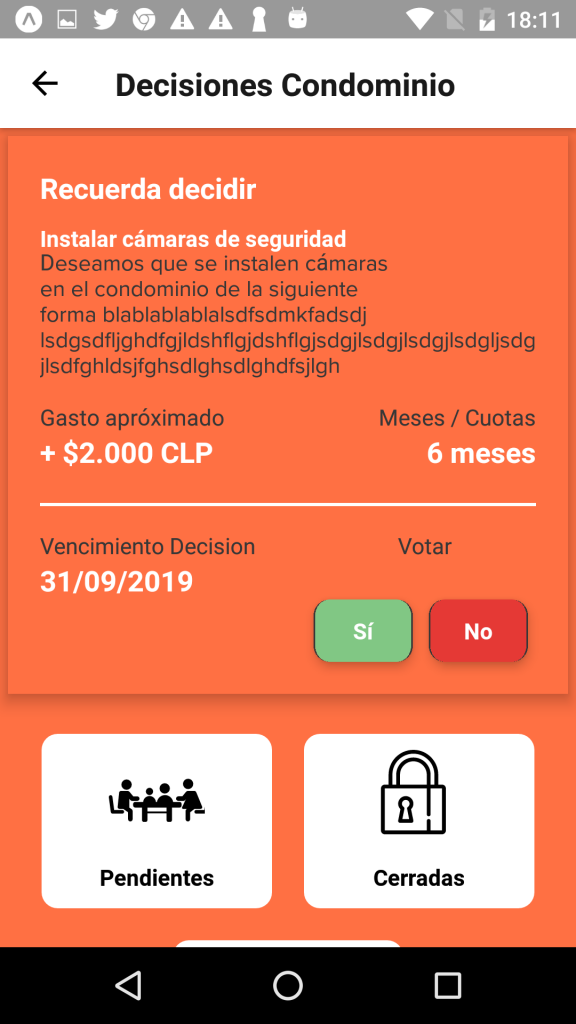 18:11
Decisiones Condominio
Recuerda decidir
Instalar cámaras de seguridad
Deseamos que se instalen cámaras
en el condominio de la siguiente
forma blablablablalsdfsdmkfadsdj
lsdgsdfljghdfgjldshflgjdshflgjsdgjlsdgjlsdgjlsdgljsdg
jlsdfghldsjfghsdlghsdlghdfsjlgh
Gasto apróximado
Meses / Cuotas
+ $2.000 CLP
6 meses
Vencimiento Decision
Votar
31/09/2019
Sí
No
Pendientes
Cerradas